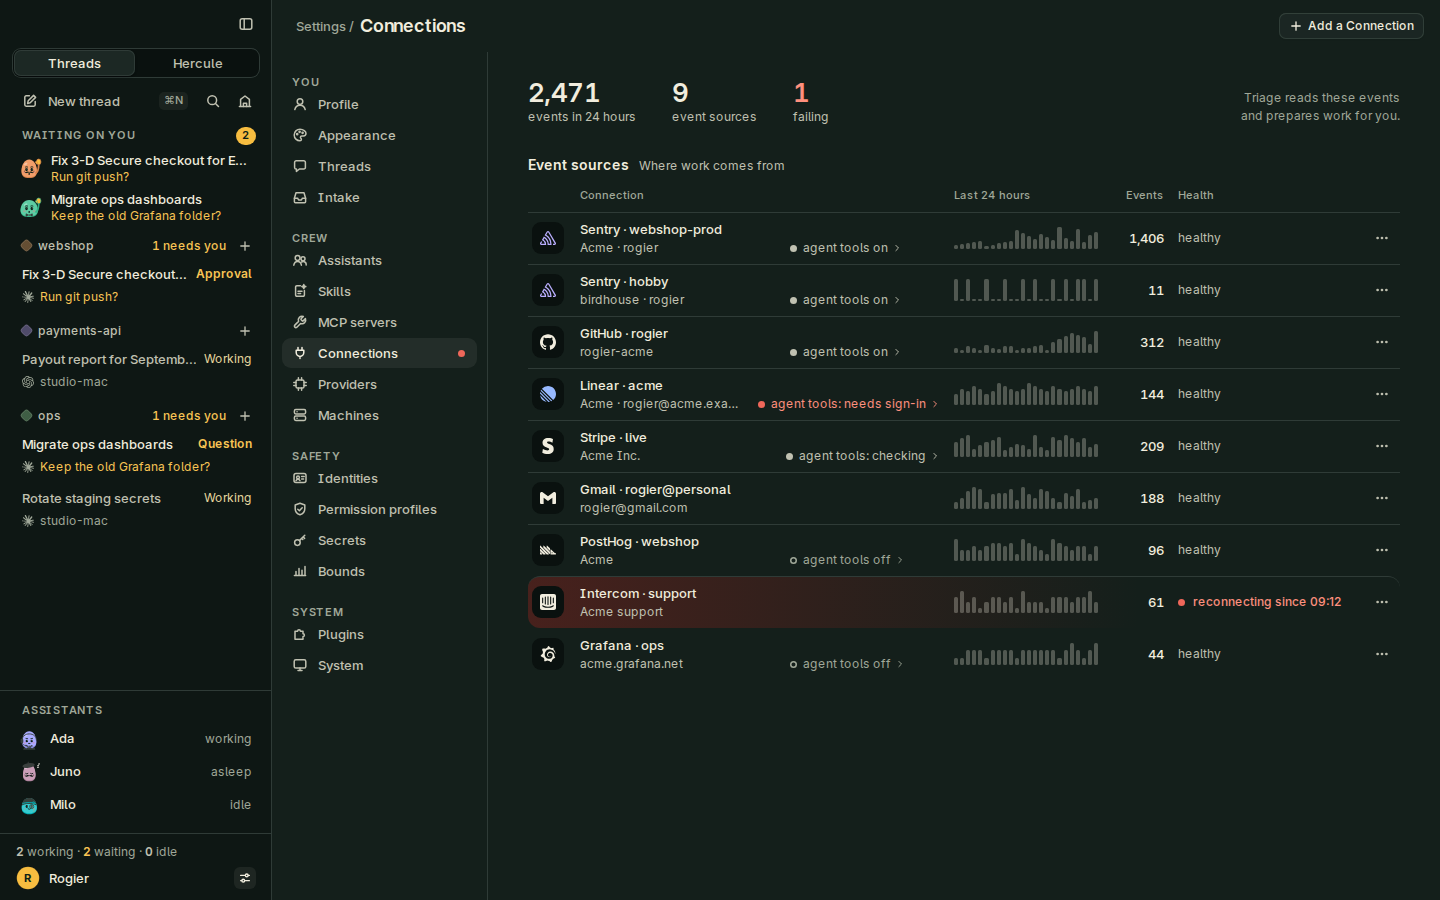 Threads
Hercule
New thread
⌘N
WAITING ON YOU
2
Fix 3-D Secure checkout for E...
Run git push?
Migrate ops dashboards
Keep the old Grafana folder?
webshop
1 needs you
Fix 3-D Secure checkout...
Approval
Run git push?
payments-api
Payout report for Septemb...
Working
studio-mac
ops
1 needs you
Migrate ops dashboards
Question
Keep the old Grafana folder?
Rotate staging secrets
Working
studio-mac
ASSISTANTS
Ada
working
Juno
asleep
Milo
idle
2 working · 2 waiting · 0 idle
R
Rogier
Settings / Connections
Add a Connection
YOU
Profile
Appearance
Threads
Intake
CREW
Assistants
Skills
MCP servers
Connections
Providers
Machines
SAFETY
Identities
Permission profiles
Secrets
Bounds
SYSTEM
Plugins
System
2,471
events in 24 hours
9
event sources
1
failing
Triage reads these events
and prepares work for you.
Event sources
Where work comes from
Connection
Last 24 hours
Events
Health
Sentry · webshop-prod
Acme · rogier
agent tools on
1,406
healthy
Sentry · hobby
birdhouse · rogier
agent tools on
11
healthy
GitHub · rogier
rogier-acme
agent tools on
312
healthy
Linear · acme
Acme · rogier@acme.exa...
agent tools: needs sign-in
144
healthy
Stripe · live
Acme Inc.
agent tools: checking
209
healthy
Gmail · rogier@personal
rogier@gmail.com
188
healthy
PostHog · webshop
Acme
agent tools off
96
healthy
Intercom · support
Acme support
61
reconnecting since 09:12
Grafana · ops
acme.grafana.net
agent tools off
44
healthy